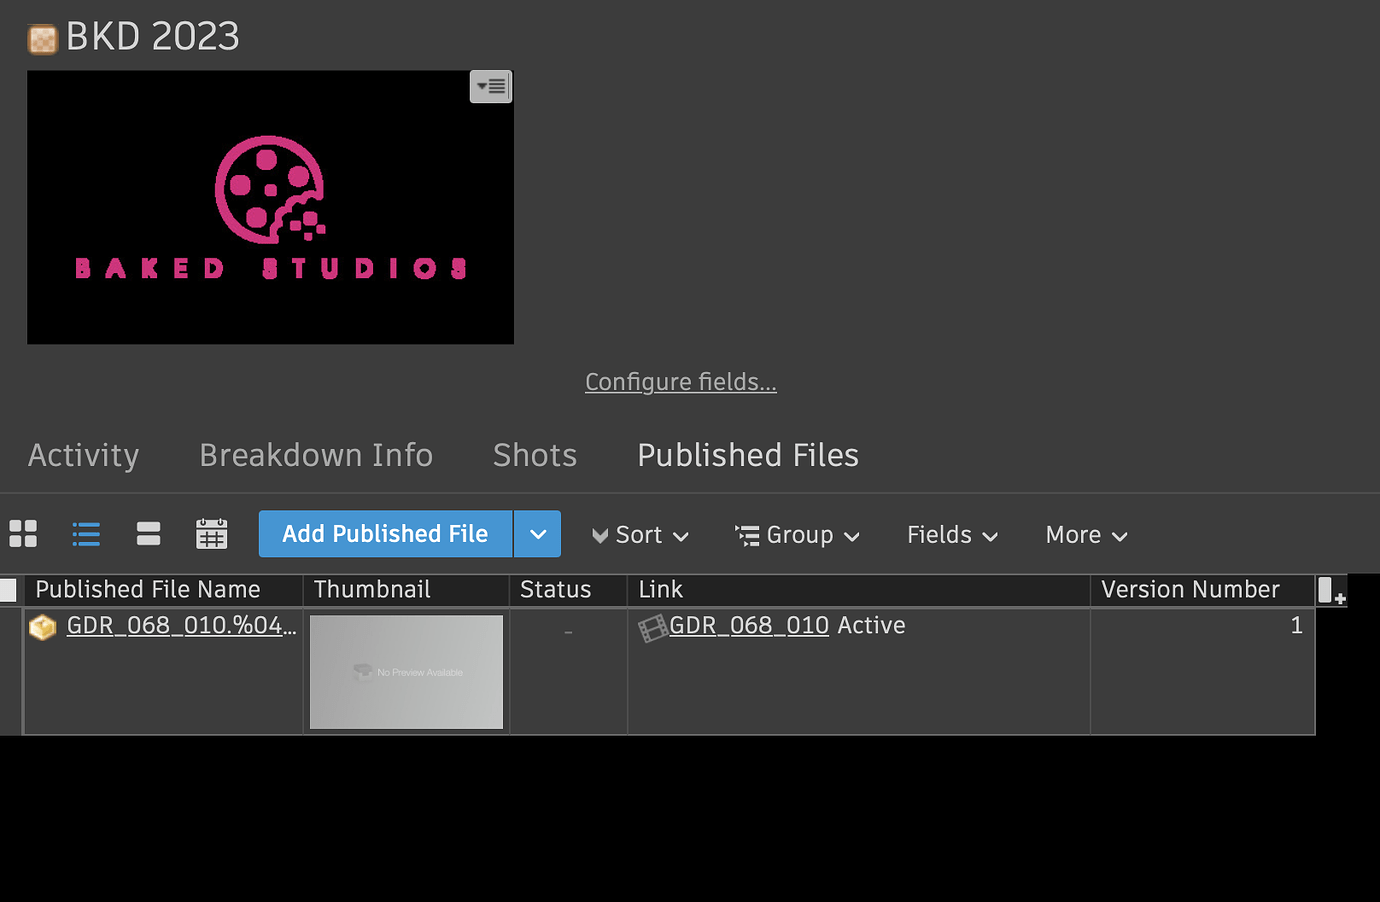 BKD 2023
BAKED STUDIOS
Configure fields...
Activity Breakdown Info Shots Published Files
Add Published File Sort Group Fields More
Published File Name Thumbnail Status Link Version Number
GDR_068_010.%04... No Preview Available - GDR_068_010 Active 1